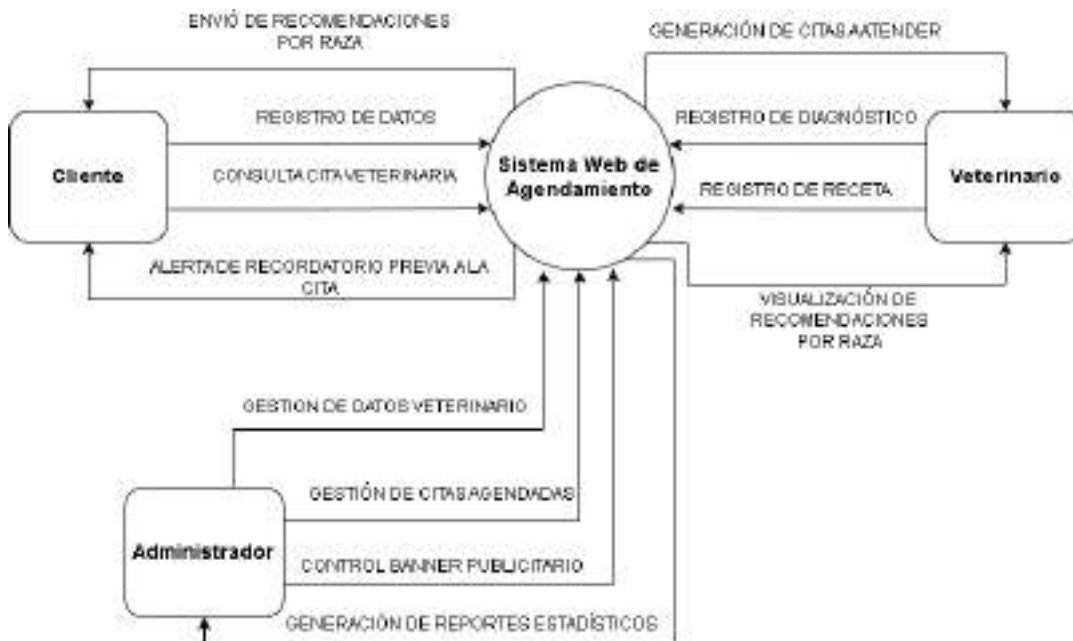 ENVIÓ DE RECOMENDACIONES
POR RAZA
GENERACIÓN DE CITAS A ATENDER
REGISTRO DE DATOS
REGISTRO DE DIAGNÓSTICO
Cliente
Sistema Web de
Agendamiento
Veterinario
CONSULTA CITA VETERINARIA
REGISTRO DE RECETA
ALERTA DE RECORDATORIO PREVIA A LA
CITA
VISUALIZACIÓN DE
RECOMENDACIONES
POR RAZA
GESTION DE DATOS VETERINARIO
GESTIÓN DE CITAS AGENDADAS
Administrador
CONTROL BANNER PUBLICITARIO
GENERACIÓN DE REPORTES ESTADÍSTICOS